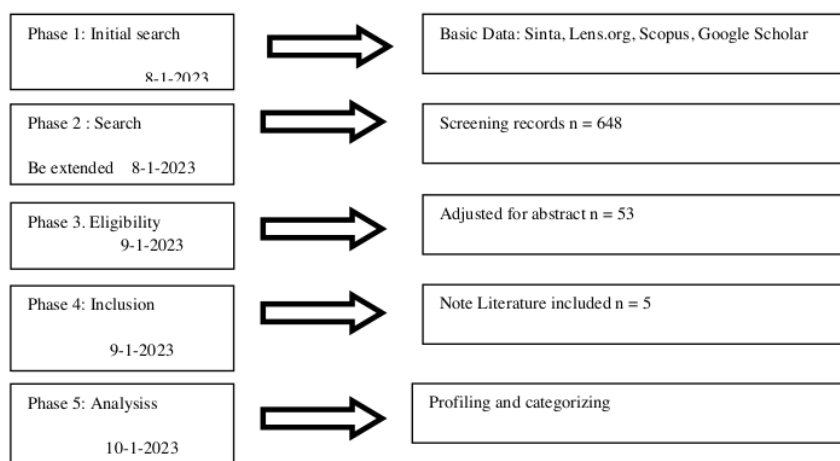 Phase 1: Initial search
8-1-2023
Basic Data: Sinta, Lens.org, Scopus, Google Scholar
Phase 2 : Search
Be extended 8-1-2023
Screening records n = 648
Phase 3. Eligibility
9-1-2023
Adjusted for abstract n = 53
Phase 4: Inclusion
9-1-2023
Note Literature included n = 5
Phase 5: Analysiss
10-1-2023
Profiling and categorizing